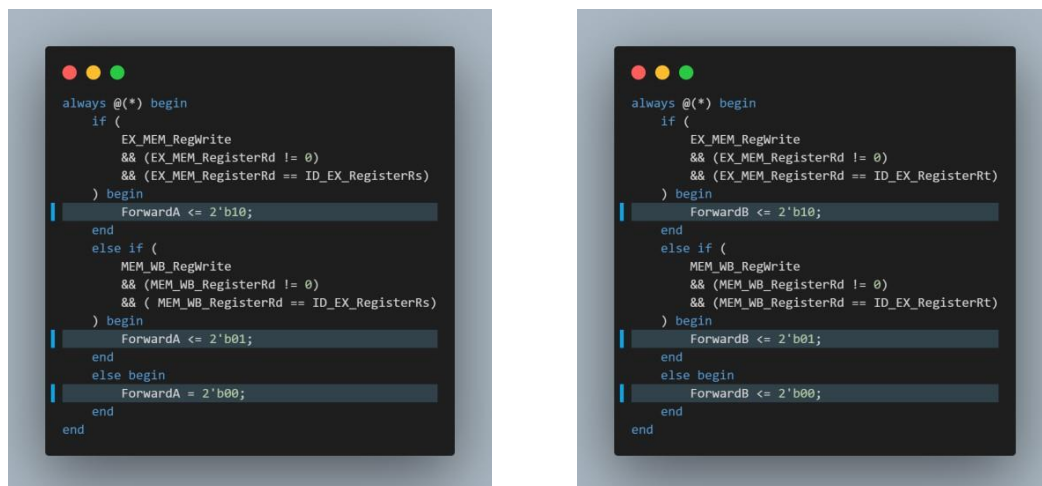 always @(*) begin
if (
EX_MEM_RegWrite
&& (EX_MEM_RegisterRd != 0)
&& (EX_MEM_RegisterRd == ID_EX_RegisterRs)
) begin
ForwardA <= 2'b10;
end
else if (
MEM_WB_RegWrite
&& (MEM_WB_RegisterRd != 0)
&& ( MEM_WB_RegisterRd == ID_EX_RegisterRs)
) begin
ForwardA <= 2'b01;
end
else begin
ForwardA = 2'b00;
end
end
always @(*) begin
if (
EX_MEM_RegWrite
&& (EX_MEM_RegisterRd != 0)
&& (EX_MEM_RegisterRd == ID_EX_RegisterRt)
) begin
ForwardB <= 2'b10;
end
else if (
MEM_WB_RegWrite
&& (MEM_WB_RegisterRd != 0)
&& (MEM_WB_RegisterRd == ID_EX_RegisterRt)
) begin
ForwardB <= 2'b01;
end
else begin
ForwardB <= 2'b00;
end
end